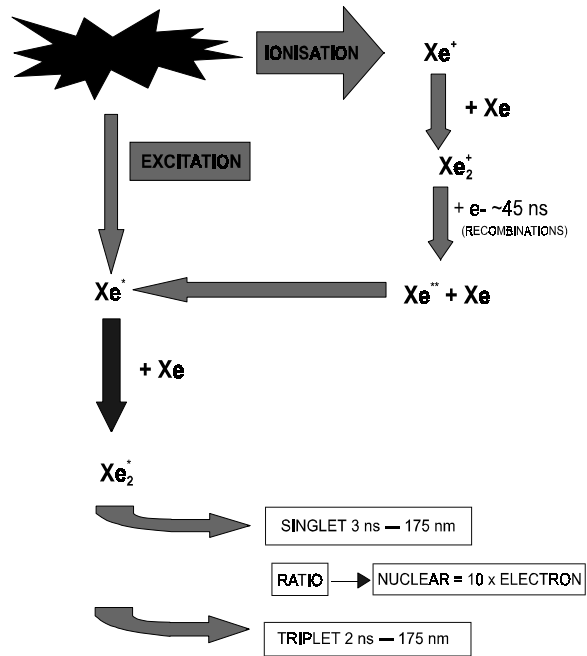 IONISATION
Xe⁺
+ Xe
EXCITATION
Xe₂⁺
+ e- ~45 ns
(RECOMBINATIONS)
Xe*
Xe** + Xe
+ Xe
Xe₂*
SINGLET 3 ns — 175 nm
RATIO
NUCLEAR = 10 x ELECTRON
TRIPLET 2 ns — 175 nm